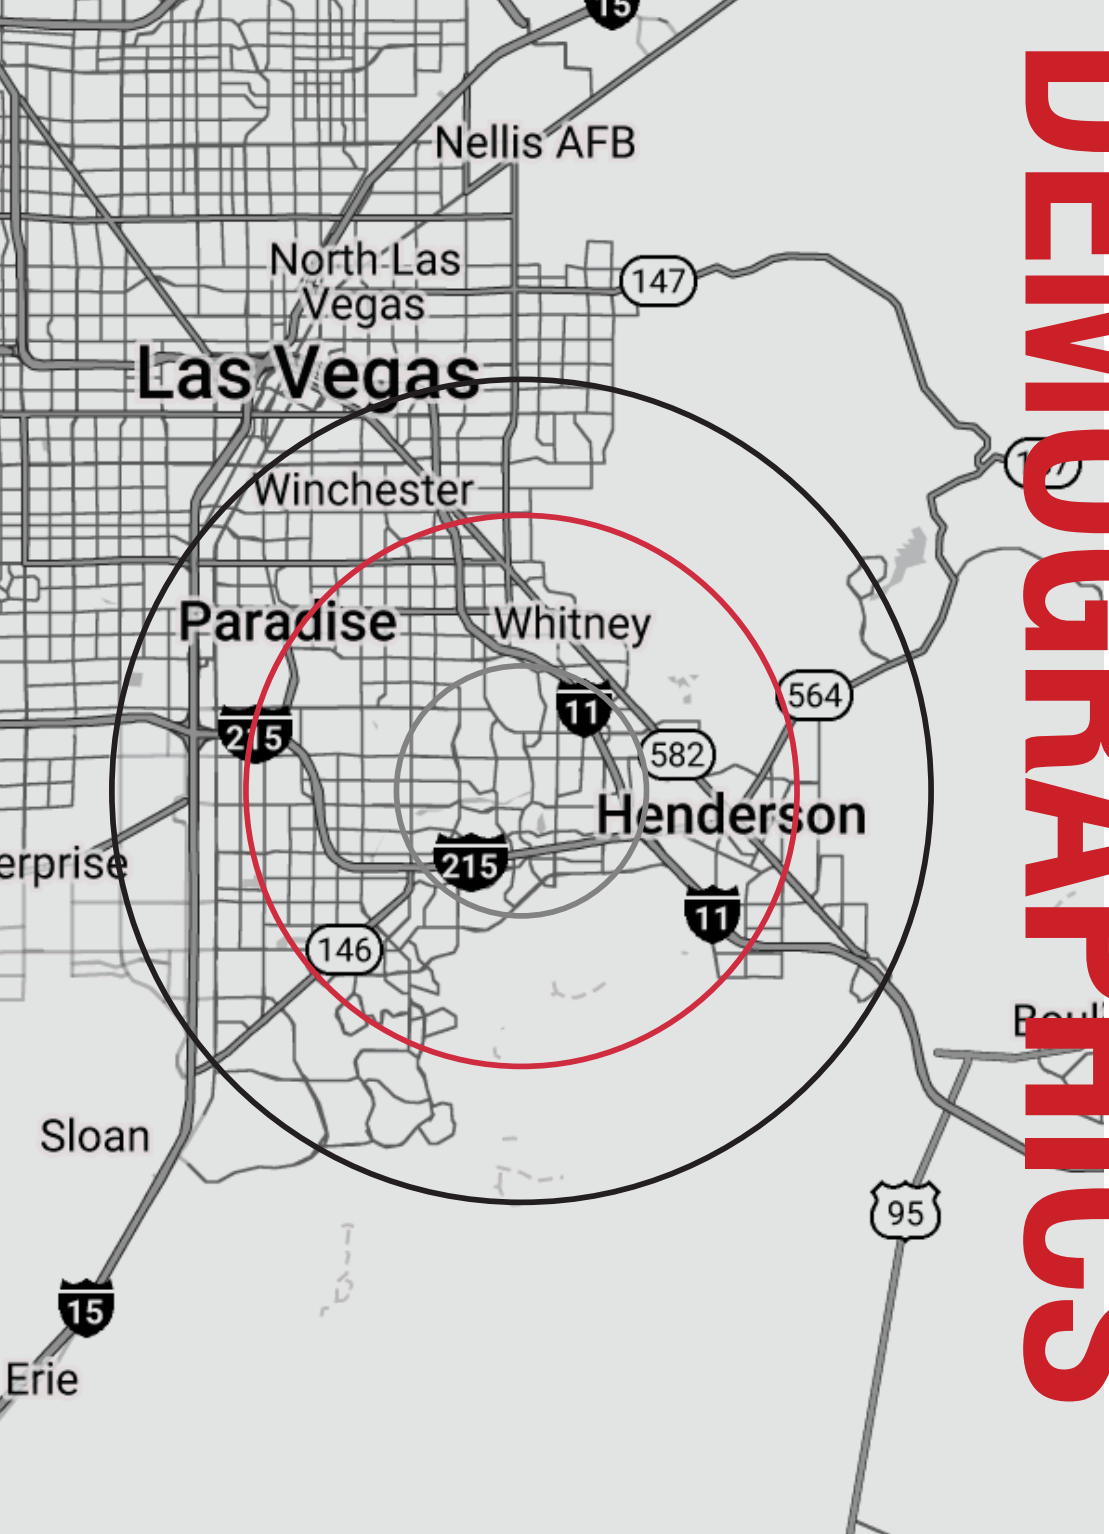 15
Nellis AFB
North Las
Vegas
147
Las Vegas
Winchester
Paradise
Whitney
564
11
215
582
Henderson
erprise
215
11
146
Sloan
95
15
Erie
DEMOGRAPHICS